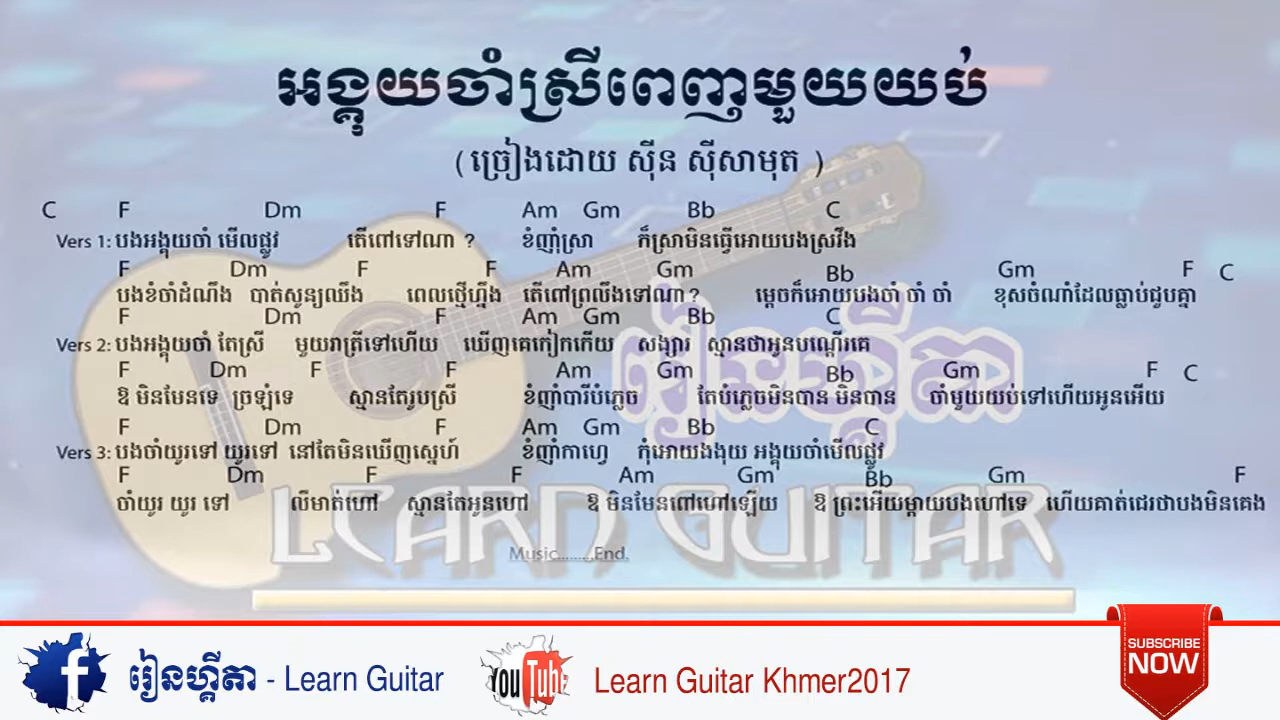 អង្គុយចាំស្រីពេញមួយយប់
( ច្រៀងដោយ ស៊ីន ស៊ីសាមុត )
C F Dm F Am Gm Bb C
Vers 1: បងអង្គុយចាំ មើលផ្លូវ តើពៅទៅណា ? ខំញ៉ាំស្រា ក៏ស្រាមិនធ្វើអោយបងស្រវឹង
F Dm F F Am Gm Bb Gm F C
បងខំចាំដំណឹង បាត់សូន្យឈឹង ពេលថ្មើហ្នឹង តើពៅព្រលឹងទៅណា ? ម្តេចក៏អោយបងចាំ ចាំ ចាំ ខុសចំណាំដែលធ្លាប់ជួបគ្នា
F Dm F Am Gm Bb C
Vers 2: បងអង្គុយចាំ តែស្រី មួយរាត្រីទៅហើយ ឃើញគេកៀកកើយ សង្សារ ស្មានថាអូនបណ្តើរគេ
F Dm F F Am Gm Bb Gm F C
ឱ មិនមែនទេ ច្រឡំទេ ស្មានតែរូបស្រី ខំញ៉ាំបារីបំភ្លេច តែបំភ្លេចមិនបាន មិនបាន ចាំមួយយប់ទៅហើយអូនអើយ
F Dm F Am Gm Bb C
Vers 3: បងចាំយូរទៅ យូរទៅ នៅតែមិនឃើញស្នេហ៍ ខំញ៉ាំកាហ្វេ កុំអោយងងុយ អង្គុយចាំមើលផ្លូវ
F Dm F F Am Gm Bb Gm F
ចាំយូរ យូរ ទៅ លឺមាត់ហៅ ស្មានតែអូនហៅ ឱ មិនមែនពៅហៅឡើយ ឱ ព្រះអើយម្តាយបងហៅទេ ហើយគាត់ជេរថាបងមិនគេង
រៀនហ្គីតា
LEARN GUITAR
Music.........End.
រៀនហ្គីតា - Learn Guitar
YouTube Learn Guitar Khmer2017
SUBSCRIBE
NOW